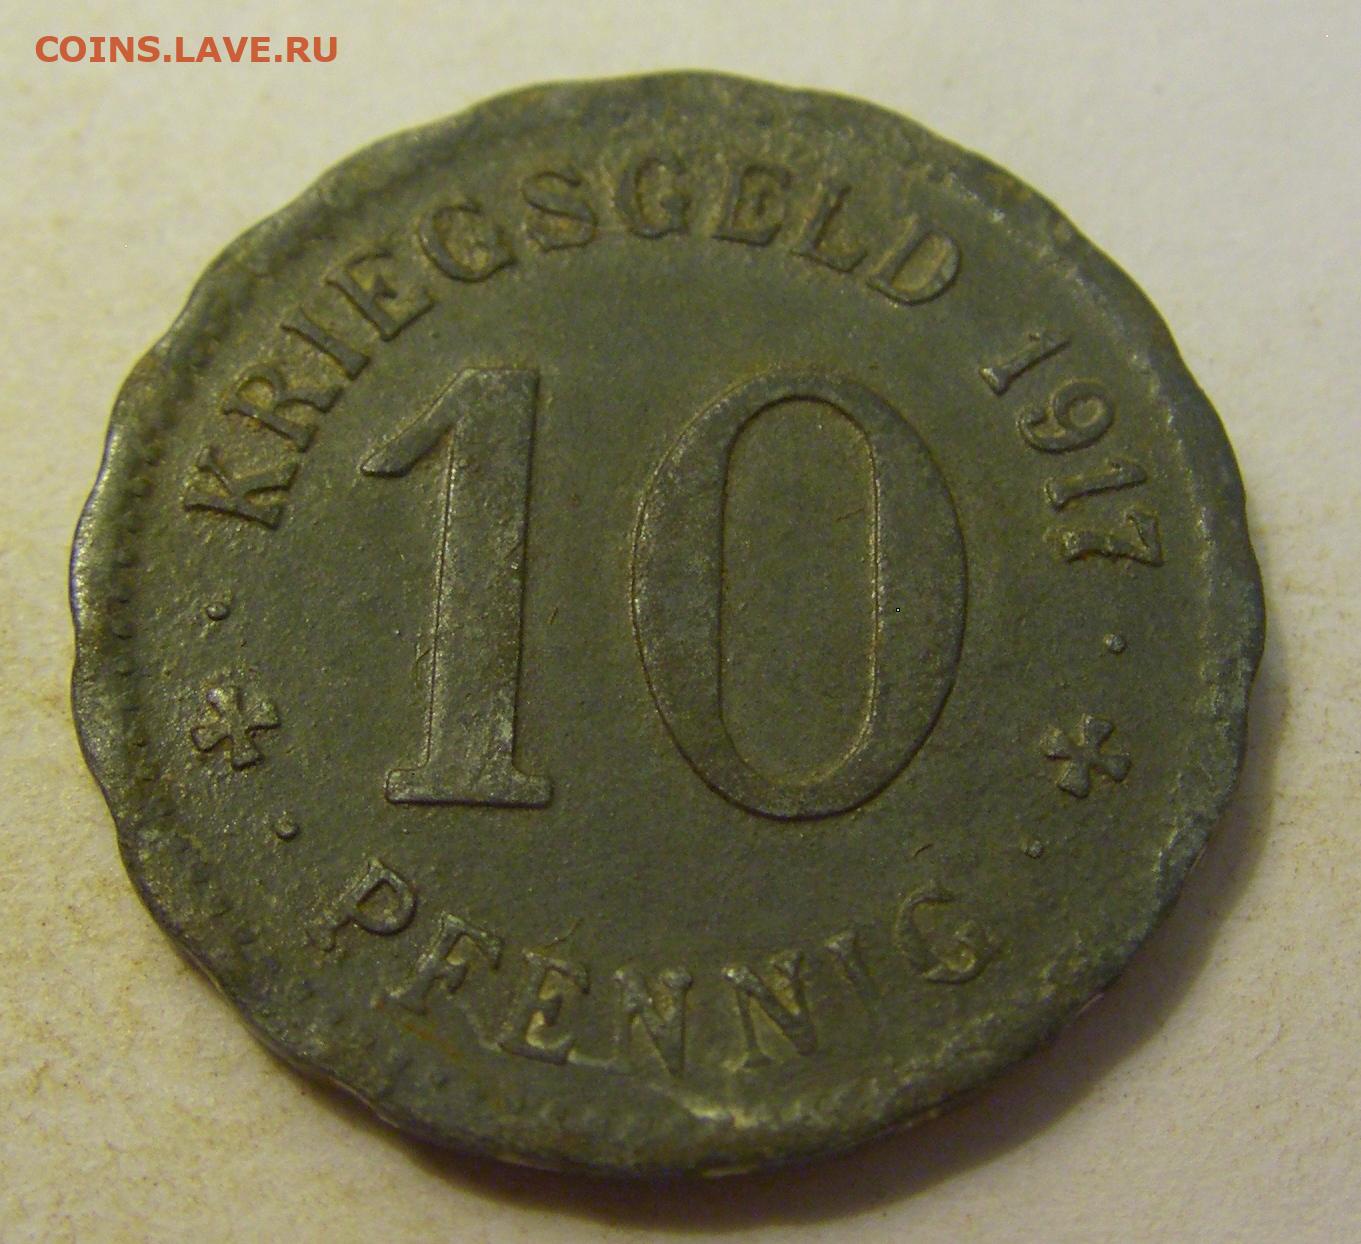 COINS.LAVE.RU
KRIEGSGELD 1917
10
PFENNIG